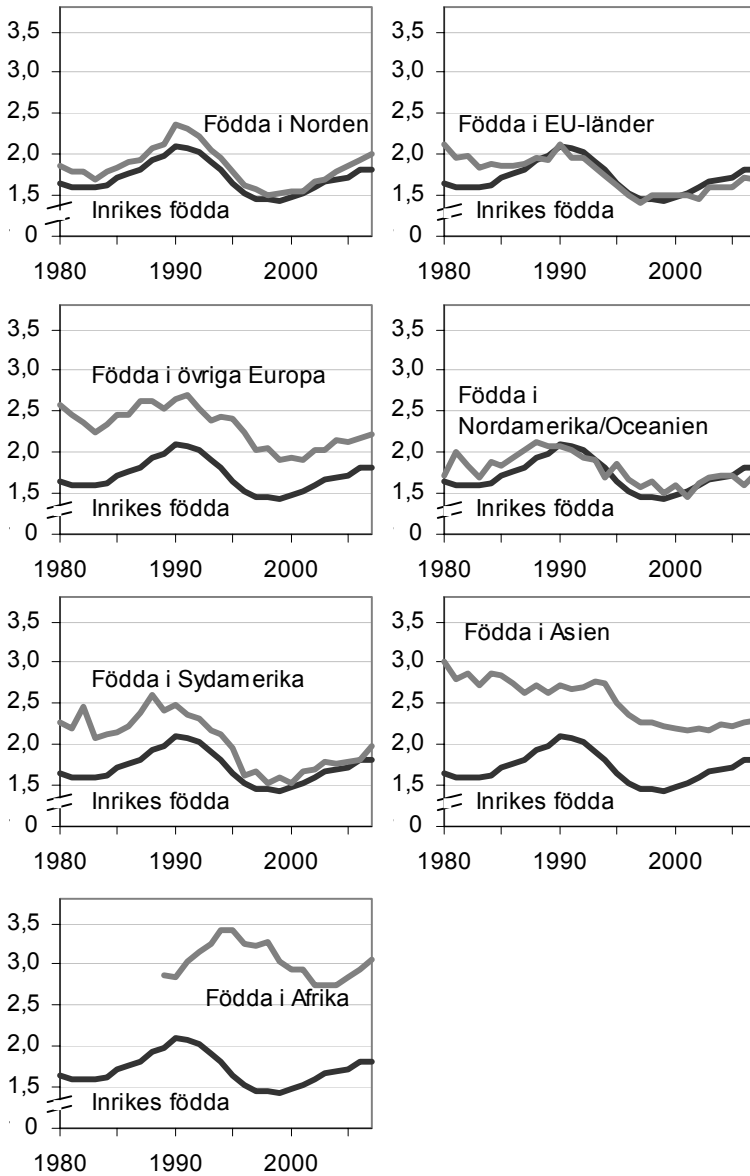 3,5
3,0
2,5
Födda i Norden
2,0
1,5
Inrikes födda
0
1980 1990 2000
3,5
3,0
2,5
Födda i EU-länder
2,0
1,5
Inrikes födda
0
1980 1990 2000
3,5
3,0
Födda i övriga Europa
2,5
2,0
1,5
Inrikes födda
0
1980 1990 2000
3,5
3,0
2,5
Födda i
Nordamerika/Oceanien
2,0
1,5
Inrikes födda
0
1980 1990 2000
3,5
3,0
Födda i Sydamerika
2,5
2,0
1,5
Inrikes födda
0
1980 1990 2000
3,5
Födda i Asien
3,0
2,5
2,0
1,5
Inrikes födda
0
1980 1990 2000
3,5
3,0
Födda i Afrika
2,5
2,0
1,5
Inrikes födda
0
1980 1990 2000